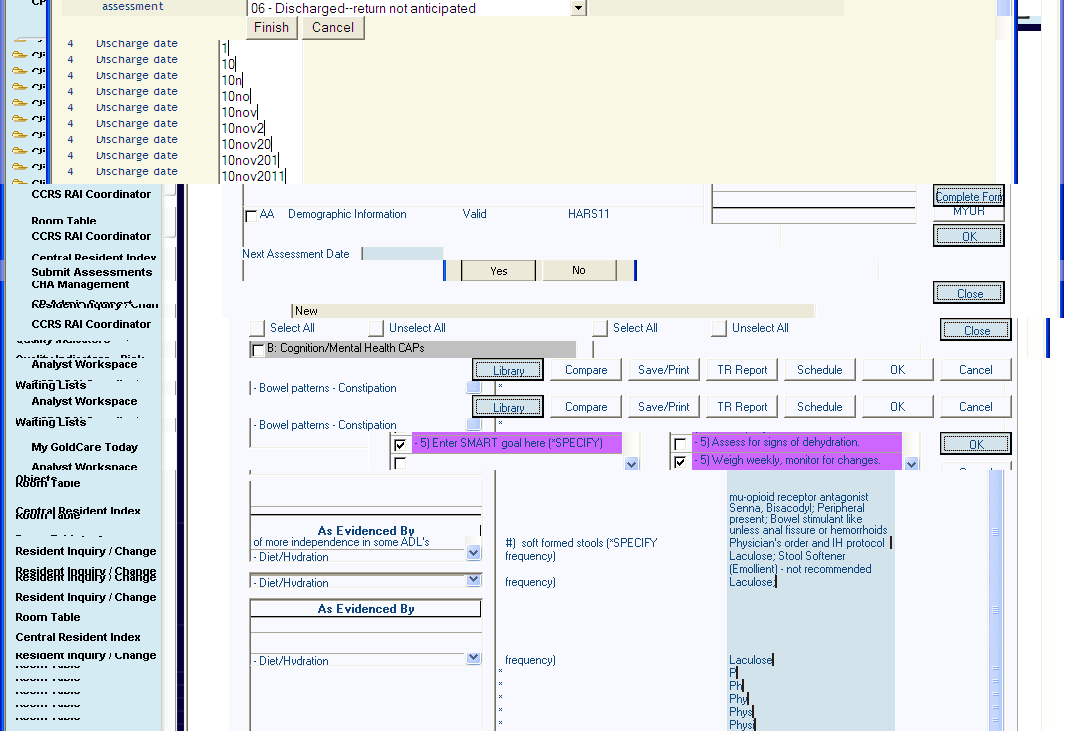 assessment
06 - Discharged--return not anticipated
Finish Cancel
4 Discharge date 1
4 Discharge date 10
4 Discharge date 10n
4 Discharge date 10no
4 Discharge date 10nov
4 Discharge date 10nov2
4 Discharge date 10nov20
4 Discharge date 10nov201
4 Discharge date 10nov2011
CCRS RAI Coordinator
Room Table
CCRS RAI Coordinator
Central Resident Index
Submit Assessments
CHA Management
CCRS RAI Coordinator
Analyst Workspace
Waiting Lists
Analyst Workspace
Waiting Lists
My GoldCare Today
Analyst Workspace
Objects
Room Table
Central Resident Index
Room Table
Resident Inquiry / Change
Resident Inquiry / Change
Resident Inquiry / Change
Resident Inquiry / Change
Room Table
Central Resident Index
Resident Inquiry / Change
Room Table
Room Table
Room Table
Room Table
AA Demographic Information Valid HARS11
Complete Form
MYUR
OK
Next Assessment Date
Yes No
Close
New
Select All Unselect All Select All Unselect All
Close
B: Cognition/Mental Health CAPs
Library Compare Save/Print TR Report Schedule OK Cancel
- Bowel patterns - Constipation *
Library Compare Save/Print TR Report Schedule OK Cancel
- Bowel patterns - Constipation *
- 5) Enter SMART goal here (*SPECIFY)
- 5) Assess for signs of dehydration.
- 5) Weigh weekly, monitor for changes.
OK
As Evidenced By
of more independence in some ADL's
- Diet/Hydration
- Diet/Hydration
As Evidenced By
- Diet/Hydration
#) soft formed stools (*SPECIFY
frequency)
frequency)
frequency)
*
*
*
*
*
mu-opioid receptor antagonist
Senna, Bisacodyl; Peripheral
present; Bowel stimulant like
unless anal fissure or hemorrhoids
Physician's order and IH protocol
Laculose; Stool Softener
(Emollient) - not recommended
Laculose;
Laculose
P
Ph
Phy
Phys
Physi